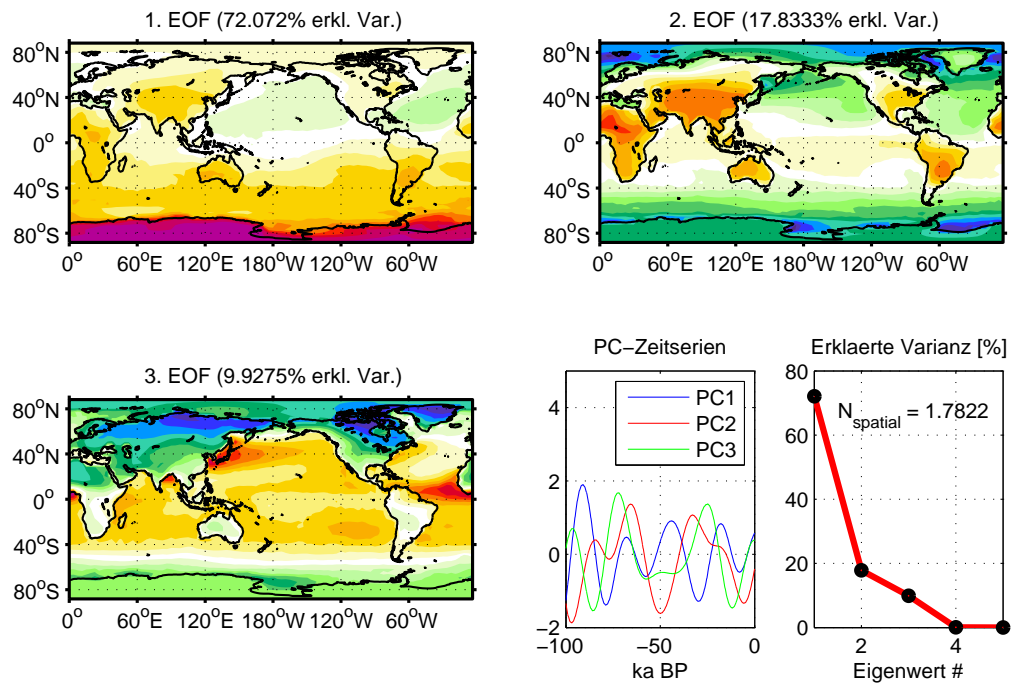 1. EOF (72.072% erkl. Var.)
80°N
40°N
0°
40°S
80°S
0° 60°E 120°E 180°W 120°W 60°W
2. EOF (17.8333% erkl. Var.)
80°N
40°N
0°
40°S
80°S
0° 60°E 120°E 180°W 120°W 60°W
3. EOF (9.9275% erkl. Var.)
80°N
40°N
0°
40°S
80°S
0° 60°E 120°E 180°W 120°W 60°W
PC−Zeitserien
4
2
0
−2
−100 −50 0
ka BP
PC1
PC2
PC3
Erklaerte Varianz [%]
80
60
40
20
0
2 4
Eigenwert #
N_spatial = 1.7822